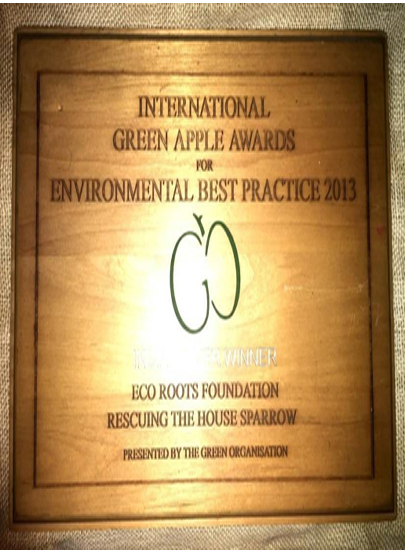 INTERNATIONAL
GREEN APPLE AWARDS
FOR
ENVIRONMENTAL BEST PRACTICE 2013
WINNER
ECO ROOTS FOUNDATION
RESCUING THE HOUSE SPARROW
PRESENTED BY THE GREEN ORGANISATION